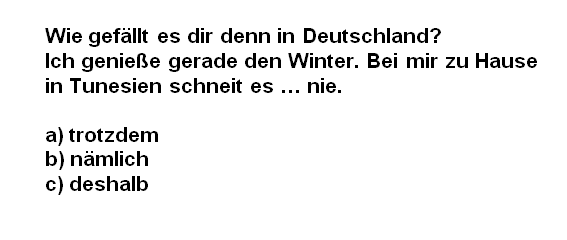 Wie gefällt es dir denn in Deutschland?
Ich genieße gerade den Winter. Bei mir zu Hause
in Tunesien schneit es … nie.
a) trotzdem
b) nämlich
c) deshalb